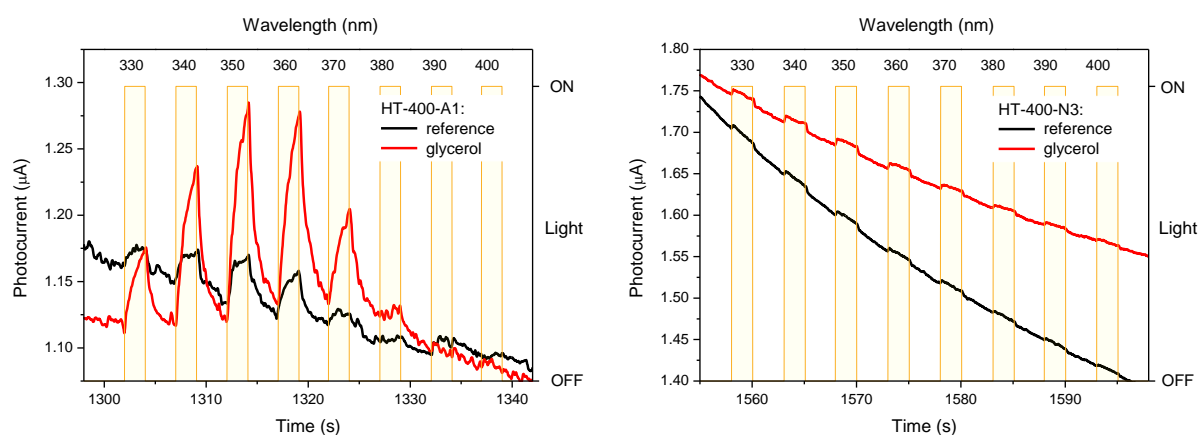 Wavelength (nm)
330 340 350 360 370 380 390 400
1.30
1.25
1.20
1.15
1.10
Photocurrent (μA)
HT-400-A1:
reference
glycerol
ON
Light
OFF
1300 1310 1320 1330 1340
Time (s)
Wavelength (nm)
330 340 350 360 370 380 390 400
1.80
1.75
1.70
1.65
1.60
1.55
1.50
1.45
1.40
Photocurrent (μA)
HT-400-N3:
reference
glycerol
ON
Light
OFF
1560 1570 1580 1590
Time (s)